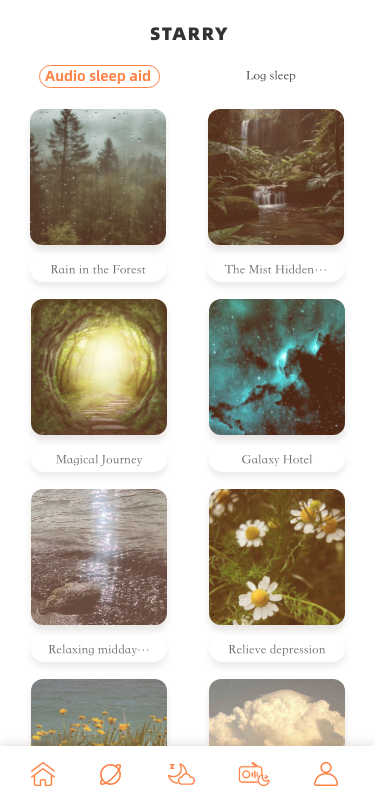 STARRY
Audio sleep aid
Log sleep
Rain in the Forest
The Mist Hidden···
Magical Journey
Galaxy Hotel
Relaxing midday···
Relieve depression